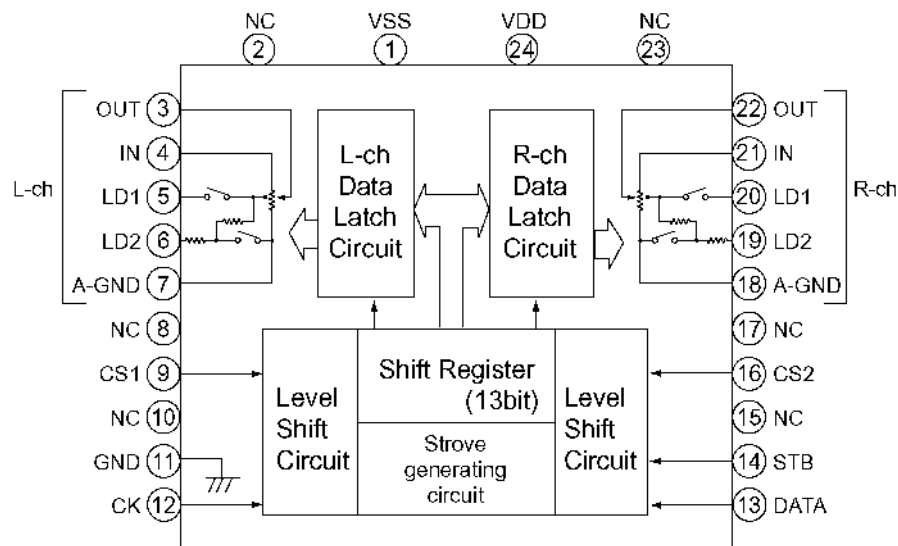 NC
2
VSS
1
VDD
24
NC
23
L-ch
OUT 3
IN 4
LD1 5
LD2 6
A-GND 7
NC 8
CS1 9
NC 10
GND 11
CK 12
L-ch
Data
Latch
Circuit
R-ch
Data
Latch
Circuit
Level
Shift
Circuit
Shift Register
(13bit)
Strove
generating
circuit
Level
Shift
Circuit
22 OUT
21 IN
20 LD1
19 LD2
18 A-GND
17 NC
16 CS2
15 NC
14 STB
13 DATA
R-ch